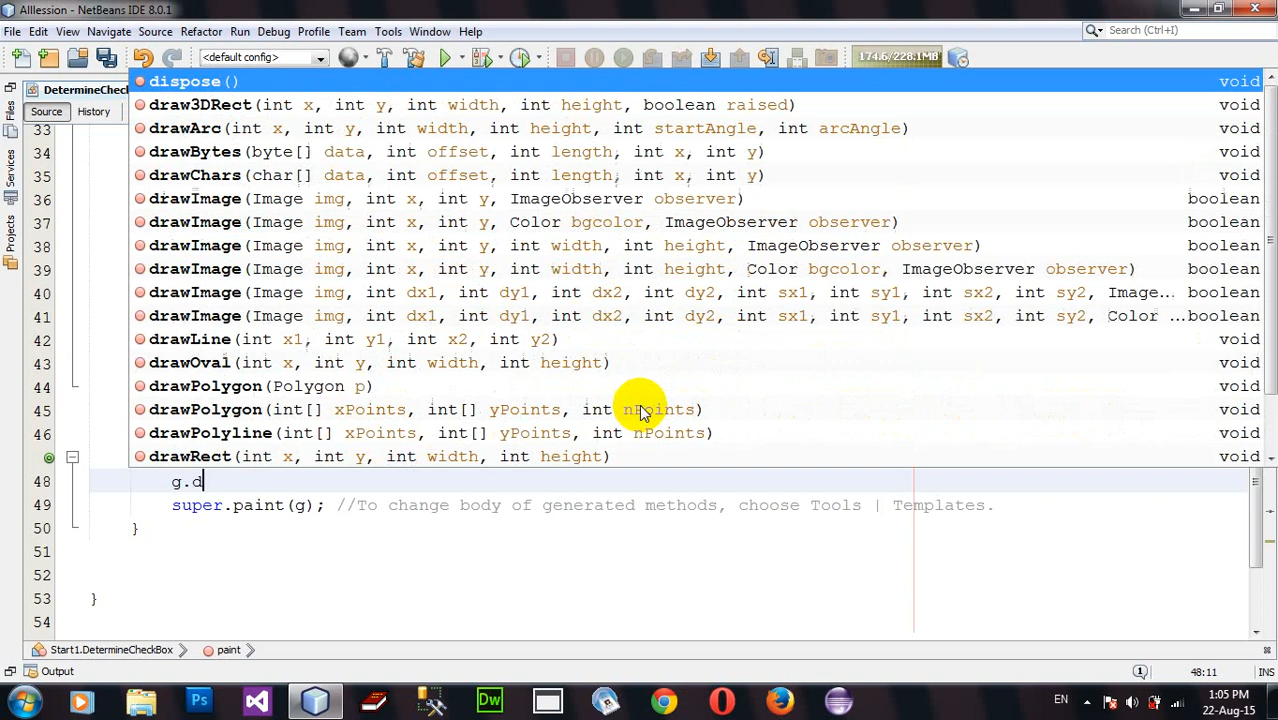 Alllession - NetBeans IDE 8.0.1
File Edit View Navigate Source Refactor Run Debug Profile Team Tools Window Help
Search (Ctrl+I)
<default config>
174.6/228.1MB
DetermineCheck
Source History
Files
Services
Projects
dispose() void
draw3DRect(int x, int y, int width, int height, boolean raised) void
drawArc(int x, int y, int width, int height, int startAngle, int arcAngle) void
drawBytes(byte[] data, int offset, int length, int x, int y) void
drawChars(char[] data, int offset, int length, int x, int y) void
drawImage(Image img, int x, int y, ImageObserver observer) boolean
drawImage(Image img, int x, int y, Color bgcolor, ImageObserver observer) boolean
drawImage(Image img, int x, int y, int width, int height, ImageObserver observer) boolean
drawImage(Image img, int x, int y, int width, int height, Color bgcolor, ImageObserver observer) boolean
drawImage(Image img, int dx1, int dy1, int dx2, int dy2, int sx1, int sy1, int sx2, int sy2, Image... boolean
drawImage(Image img, int dx1, int dy1, int dx2, int dy2, int sx1, int sy1, int sx2, int sy2, Color ... boolean
drawLine(int x1, int y1, int x2, int y2) void
drawOval(int x, int y, int width, int height) void
drawPolygon(Polygon p) void
drawPolygon(int[] xPoints, int[] yPoints, int nPoints) void
drawPolyline(int[] xPoints, int[] yPoints, int nPoints) void
drawRect(int x, int y, int width, int height) void
33
34
35
36
37
38
39
40
41
42
43
44
45
46
48 g.d
49 super.paint(g); //To change body of generated methods, choose Tools | Templates.
50 }
51
52
53 }
54
Start1.DetermineCheckBox paint
Output
1 48:11 INS
Ps Dw
EN
1:05 PM
22-Aug-15